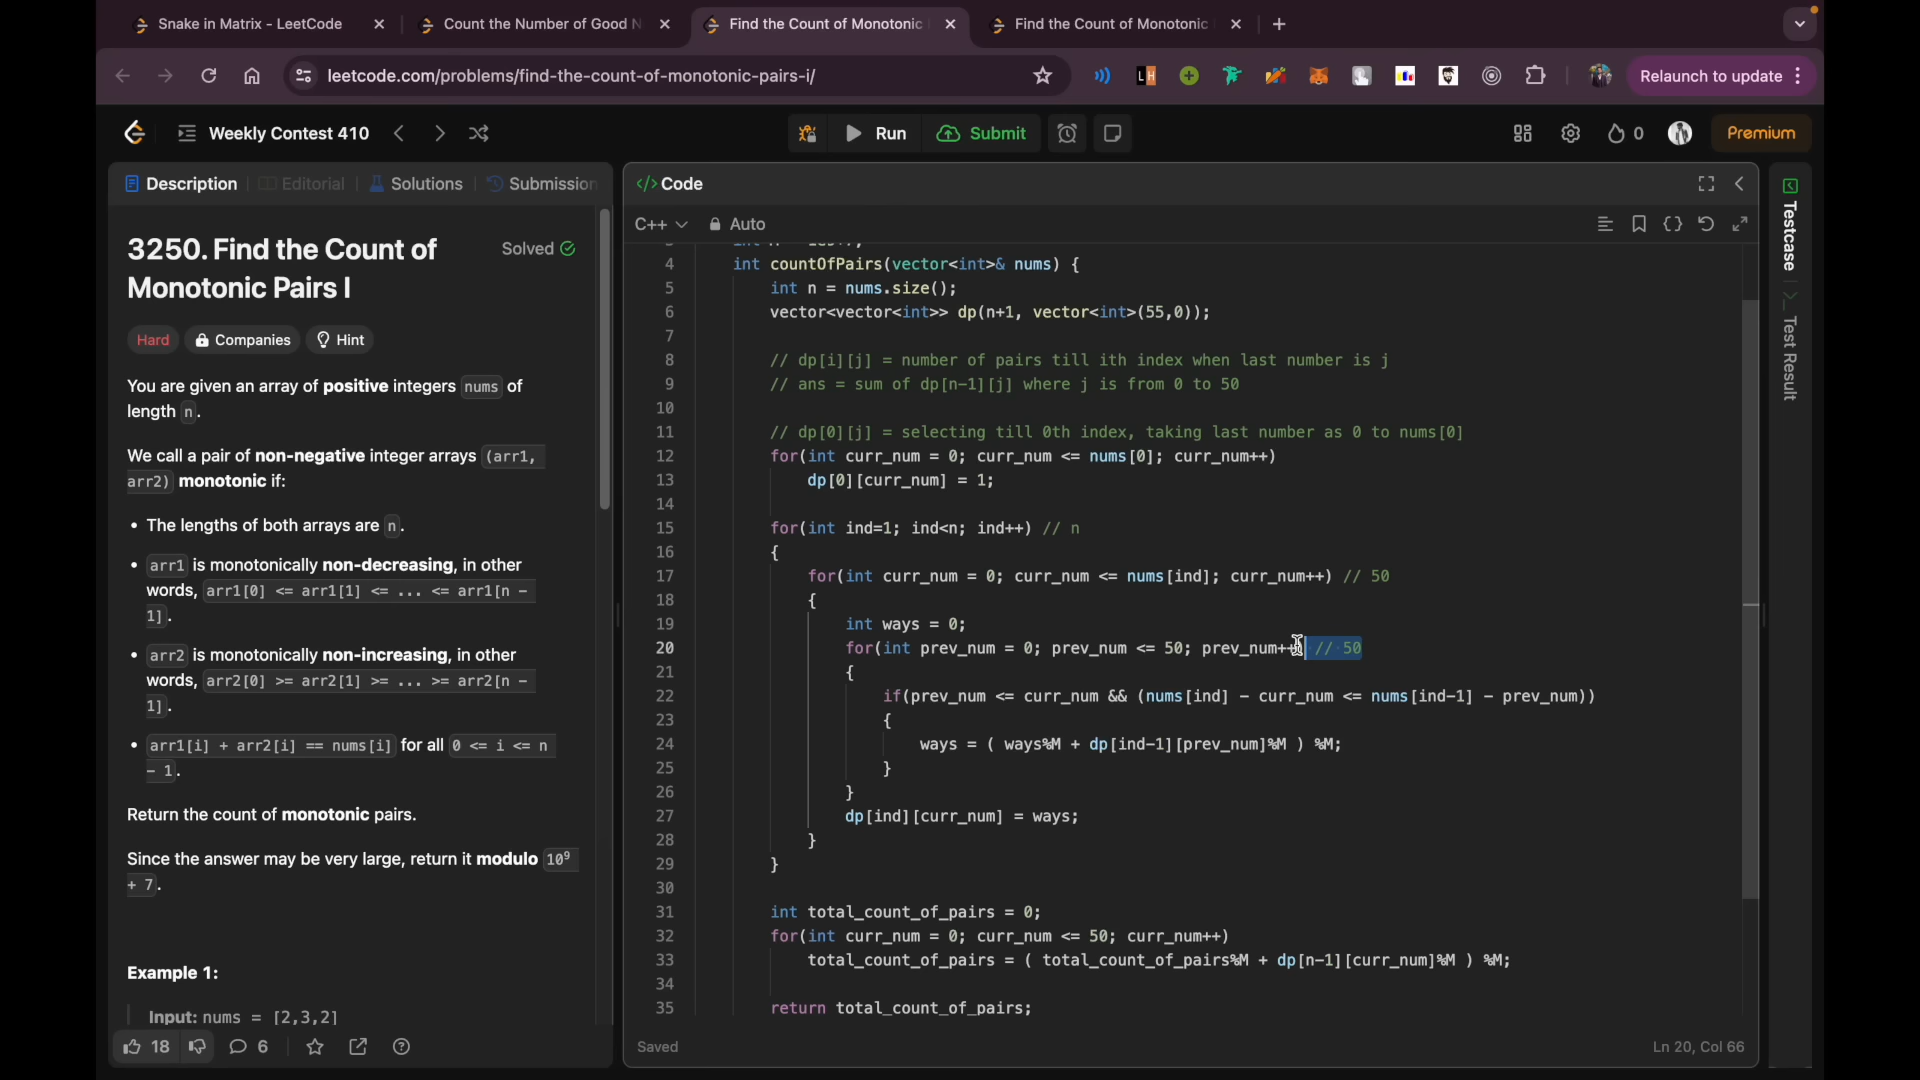 Snake in Matrix - LeetCode
Count the Number of Good N
Find the Count of Monotonic
Find the Count of Monotonic
leetcode.com/problems/find-the-count-of-monotonic-pairs-i/
LH
Relaunch to update
Weekly Contest 410
Run
Submit
0
Premium
Description
Editorial
Solutions
Submission
3250. Find the Count of
Monotonic Pairs I
Solved
Hard
Companies
Hint
You are given an array of positive integers nums of
length n.
We call a pair of non-negative integer arrays (arr1,
arr2) monotonic if:
• The lengths of both arrays are n.
• arr1 is monotonically non-decreasing, in other
words, arr1[0] <= arr1[1] <= ... <= arr1[n -
1].
• arr2 is monotonically non-increasing, in other
words, arr2[0] >= arr2[1] >= ... >= arr2[n -
1].
• arr1[i] + arr2[i] == nums[i] for all 0 <= i <= n
- 1.
Return the count of monotonic pairs.
Since the answer may be very large, return it modulo 10⁹
+ 7.
Example 1:
Input: nums = [2,3,2]
18
6
</> Code
C++
Auto
4 int countOfPairs(vector<int>& nums) {
5 int n = nums.size();
6 vector<vector<int>> dp(n+1, vector<int>(55,0));
7
8 // dp[i][j] = number of pairs till ith index when last number is j
9 // ans = sum of dp[n-1][j] where j is from 0 to 50
10
11 // dp[0][j] = selecting till 0th index, taking last number as 0 to nums[0]
12 for(int curr_num = 0; curr_num <= nums[0]; curr_num++)
13 dp[0][curr_num] = 1;
14
15 for(int ind=1; ind<n; ind++) // n
16 {
17 for(int curr_num = 0; curr_num <= nums[ind]; curr_num++) // 50
18 {
19 int ways = 0;
20 for(int prev_num = 0; prev_num <= 50; prev_num++) // 50
21 {
22 if(prev_num <= curr_num && (nums[ind] - curr_num <= nums[ind-1] - prev_num))
23 {
24 ways = ( ways%M + dp[ind-1][prev_num]%M ) %M;
25 }
26 }
27 dp[ind][curr_num] = ways;
28 }
29 }
30
31 int total_count_of_pairs = 0;
32 for(int curr_num = 0; curr_num <= 50; curr_num++)
33 total_count_of_pairs = ( total_count_of_pairs%M + dp[n-1][curr_num]%M ) %M;
34
35 return total_count_of_pairs;
Saved
Ln 20, Col 66
Testcase
Test Result